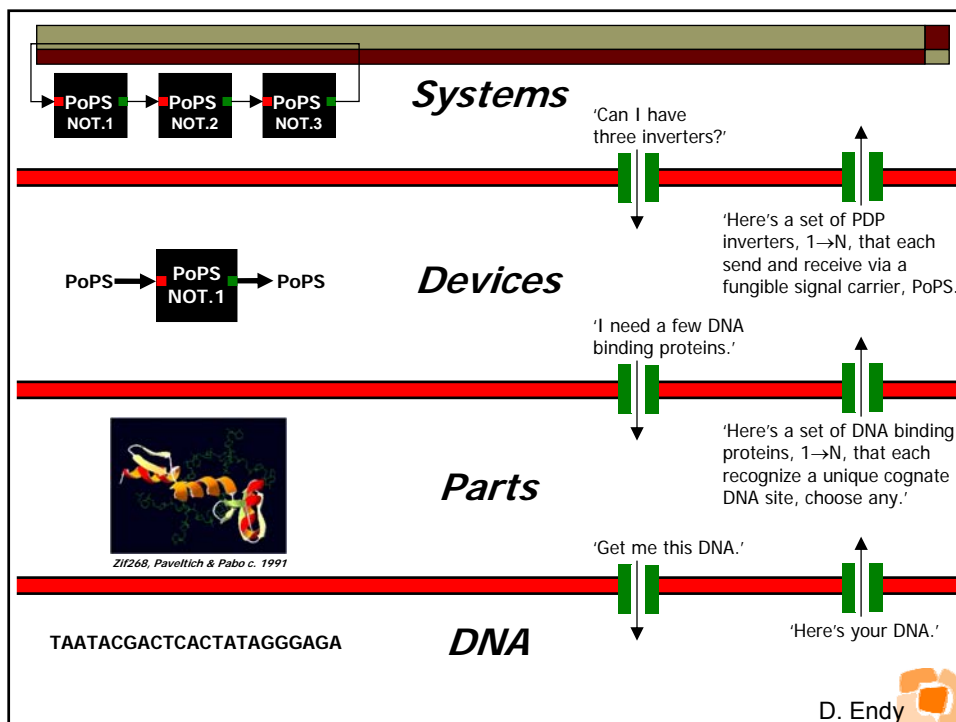 PoPS
NOT.1
PoPS
NOT.2
PoPS
NOT.3
Systems
‘Can I have
three inverters?’
PoPS
PoPS
NOT.1
PoPS
Devices
‘Here’s a set of PDP
inverters, 1→N, that each
send and receive via a
fungible signal carrier, PoPS.
‘I need a few DNA
binding proteins.’
Zif268, Paveltich & Pabo c. 1991
Parts
‘Here’s a set of DNA binding
proteins, 1→N, that each
recognize a unique cognate
DNA site, choose any.’
‘Get me this DNA.’
TAATACGACTCACTATAGGGAGA
DNA
‘Here’s your DNA.’
D. Endy